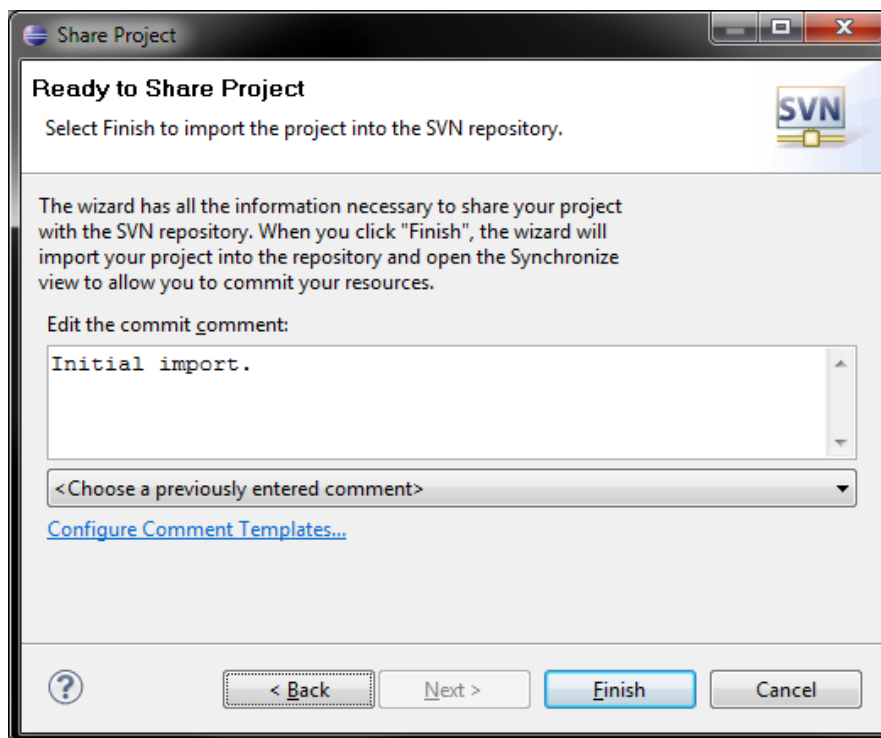 Share Project
Ready to Share Project
Select Finish to import the project into the SVN repository.
SVN
The wizard has all the information necessary to share your project
with the SVN repository. When you click "Finish", the wizard will
import your project into the repository and open the Synchronize
view to allow you to commit your resources.
Edit the commit comment:
Initial import.
<Choose a previously entered comment>
Configure Comment Templates...
? < Back Next > Finish Cancel